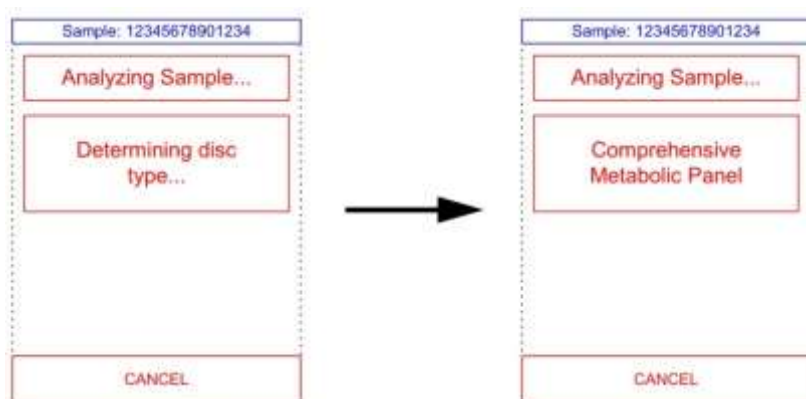 Sample: 12345678901234
Analyzing Sample...
Determining disc
type...
CANCEL
Sample: 12345678901234
Analyzing Sample...
Comprehensive
Metabolic Panel
CANCEL